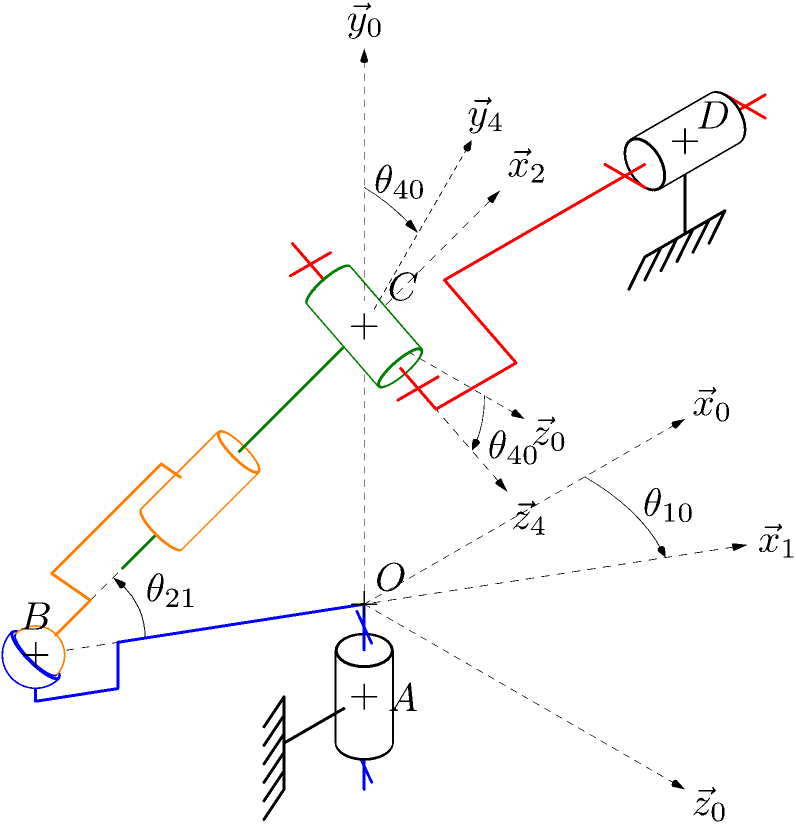 $\vec{y}_0$
$\vec{y}_4$
D
$\vec{x}_2$
$\theta_{40}$
C
$\vec{x}_0$
$\vec{z}_0$
$\theta_{40}$
$\theta_{10}$
$\vec{z}_4$
$\vec{x}_1$
O
$\theta_{21}$
B
A
$\vec{z}_0$